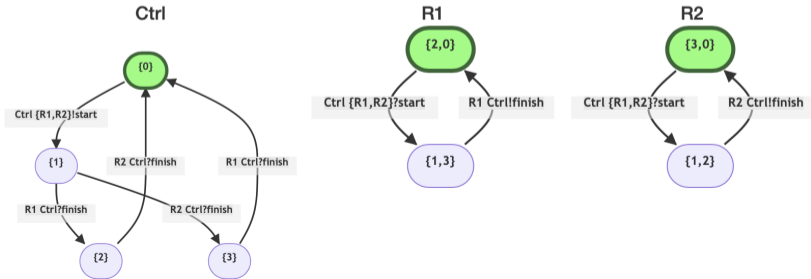 Ctrl
{0}
Ctrl {R1,R2}!start
{1}
R2 Ctrl?finish
R1 Ctrl?finish
R1 Ctrl?finish
R2 Ctrl?finish
{2}
{3}
R1
{2,0}
Ctrl {R1,R2}?start
R1 Ctrl!finish
{1,3}
R2
{3,0}
Ctrl {R1,R2}?start
R2 Ctrl!finish
{1,2}